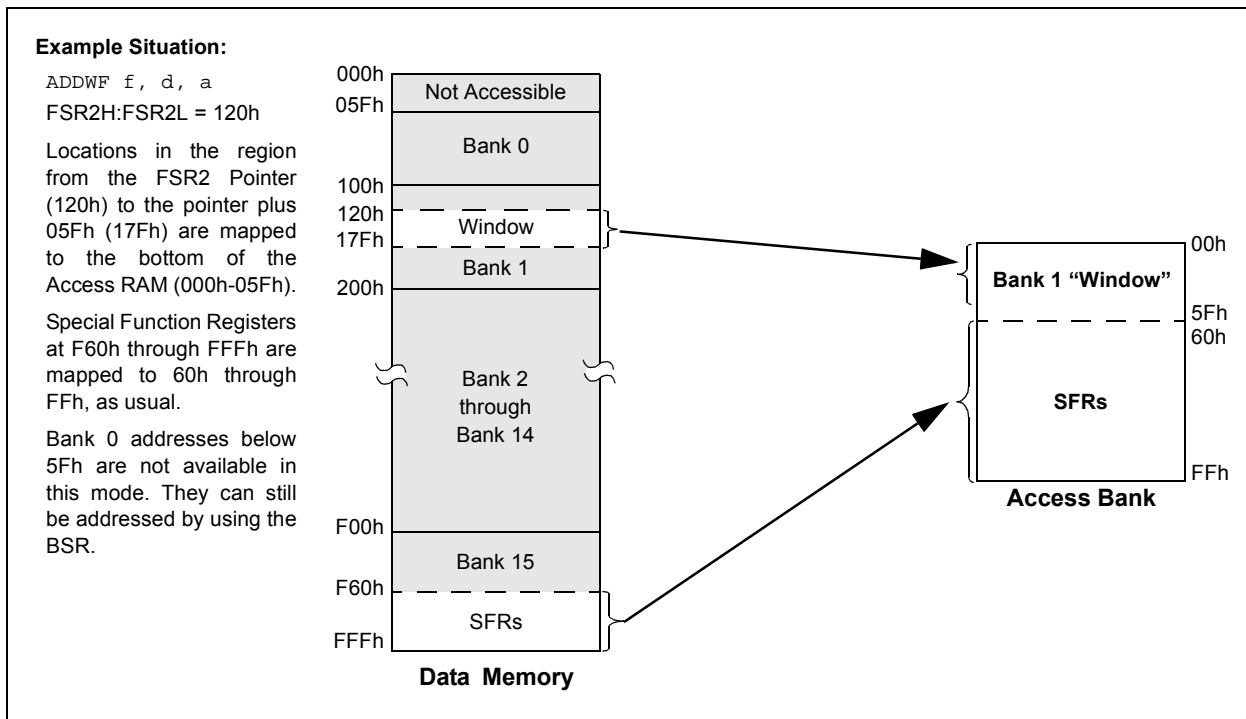 Example Situation:
ADDWF f, d, a
FSR2H:FSR2L = 120h
Locations in the region
from the FSR2 Pointer
(120h) to the pointer plus
05Fh (17Fh) are mapped
to the bottom of the
Access RAM (000h-05Fh).
Special Function Registers
at F60h through FFFh are
mapped to 60h through
FFh, as usual.
Bank 0 addresses below
5Fh are not available in
this mode. They can still
be addressed by using the
BSR.
000h
Not Accessible
05Fh
Bank 0
100h
120h
Window
17Fh
Bank 1
200h
Bank 2
through
Bank 14
F00h
Bank 15
F60h
SFRs
FFFh
Data Memory
00h
Bank 1 “Window”
5Fh
60h
SFRs
FFh
Access Bank